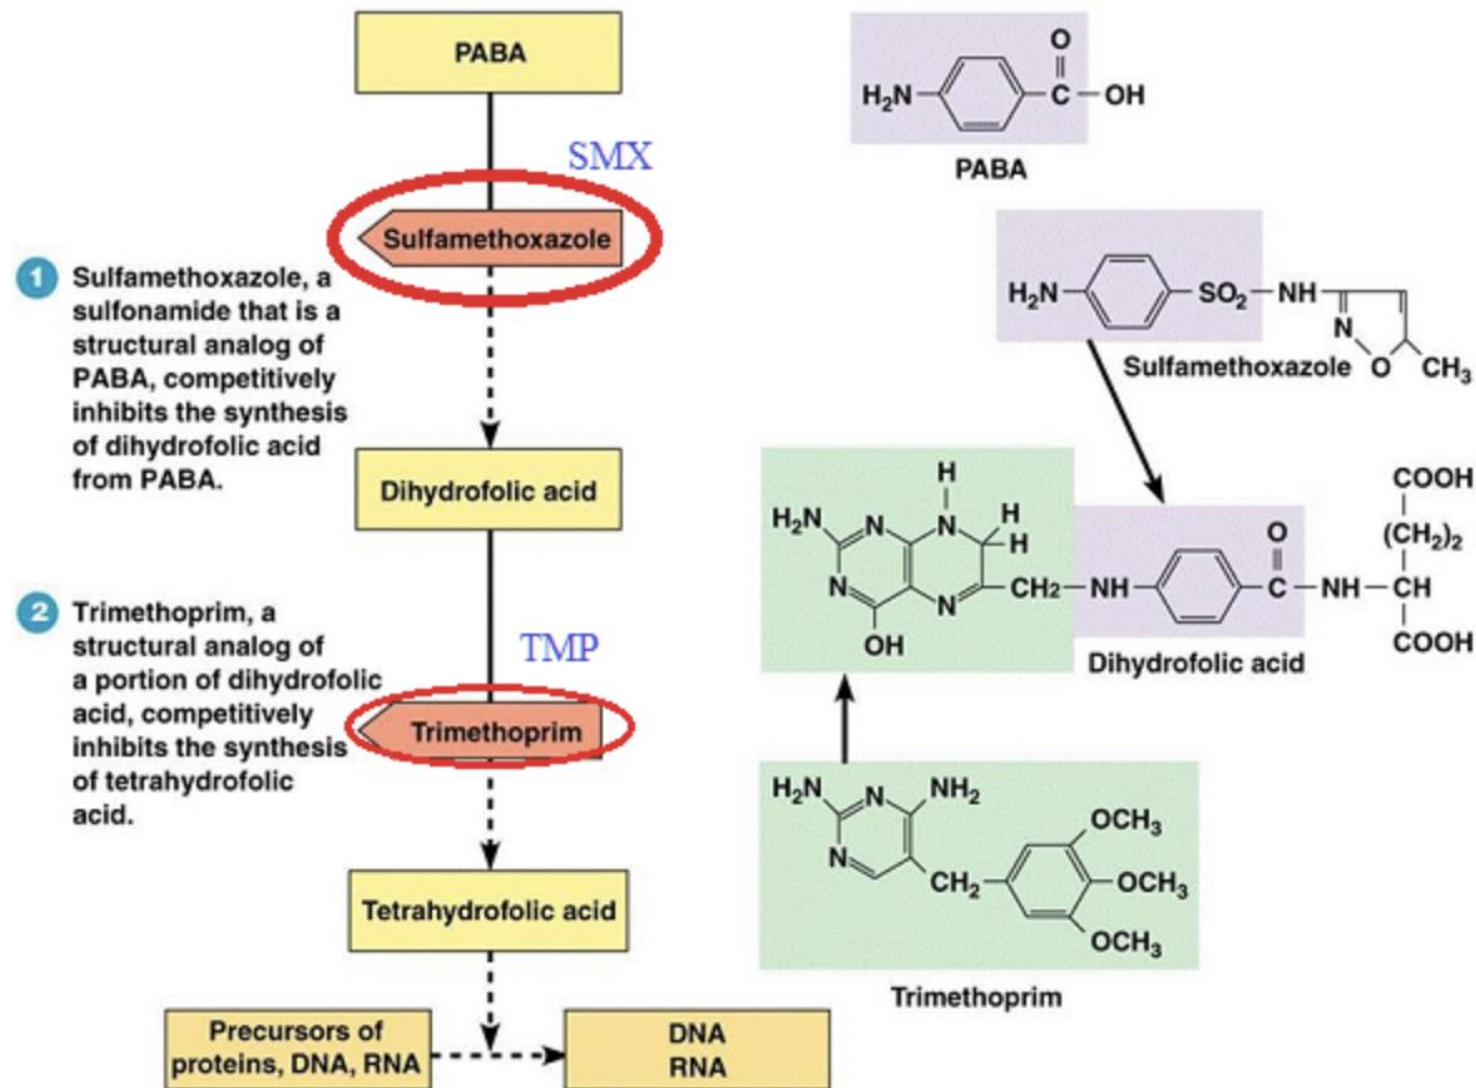 PABA
SMX
Sulfamethoxazole
1
Sulfamethoxazole, a
sulfonamide that is a
structural analog of
PABA, competitively
inhibits the synthesis
of dihydrofolic acid
from PABA.
Dihydrofolic acid
2
Trimethoprim, a
structural analog of
a portion of dihydrofolic
acid, competitively
inhibits the synthesis
of tetrahydrofolic
acid.
TMP
Trimethoprim
Tetrahydrofolic acid
Precursors of
proteins, DNA, RNA
DNA
RNA
O
H₂N C OH
PABA
H₂N SO₂ NH
N
O CH₃
Sulfamethoxazole
H
H₂N N N H
H
N N CH₂ NH
OH
O
C NH CH
COOH
(CH₂)₂
COOH
Dihydrofolic acid
H₂N N NH₂
N
CH₂
OCH₃
OCH₃
OCH₃
Trimethoprim